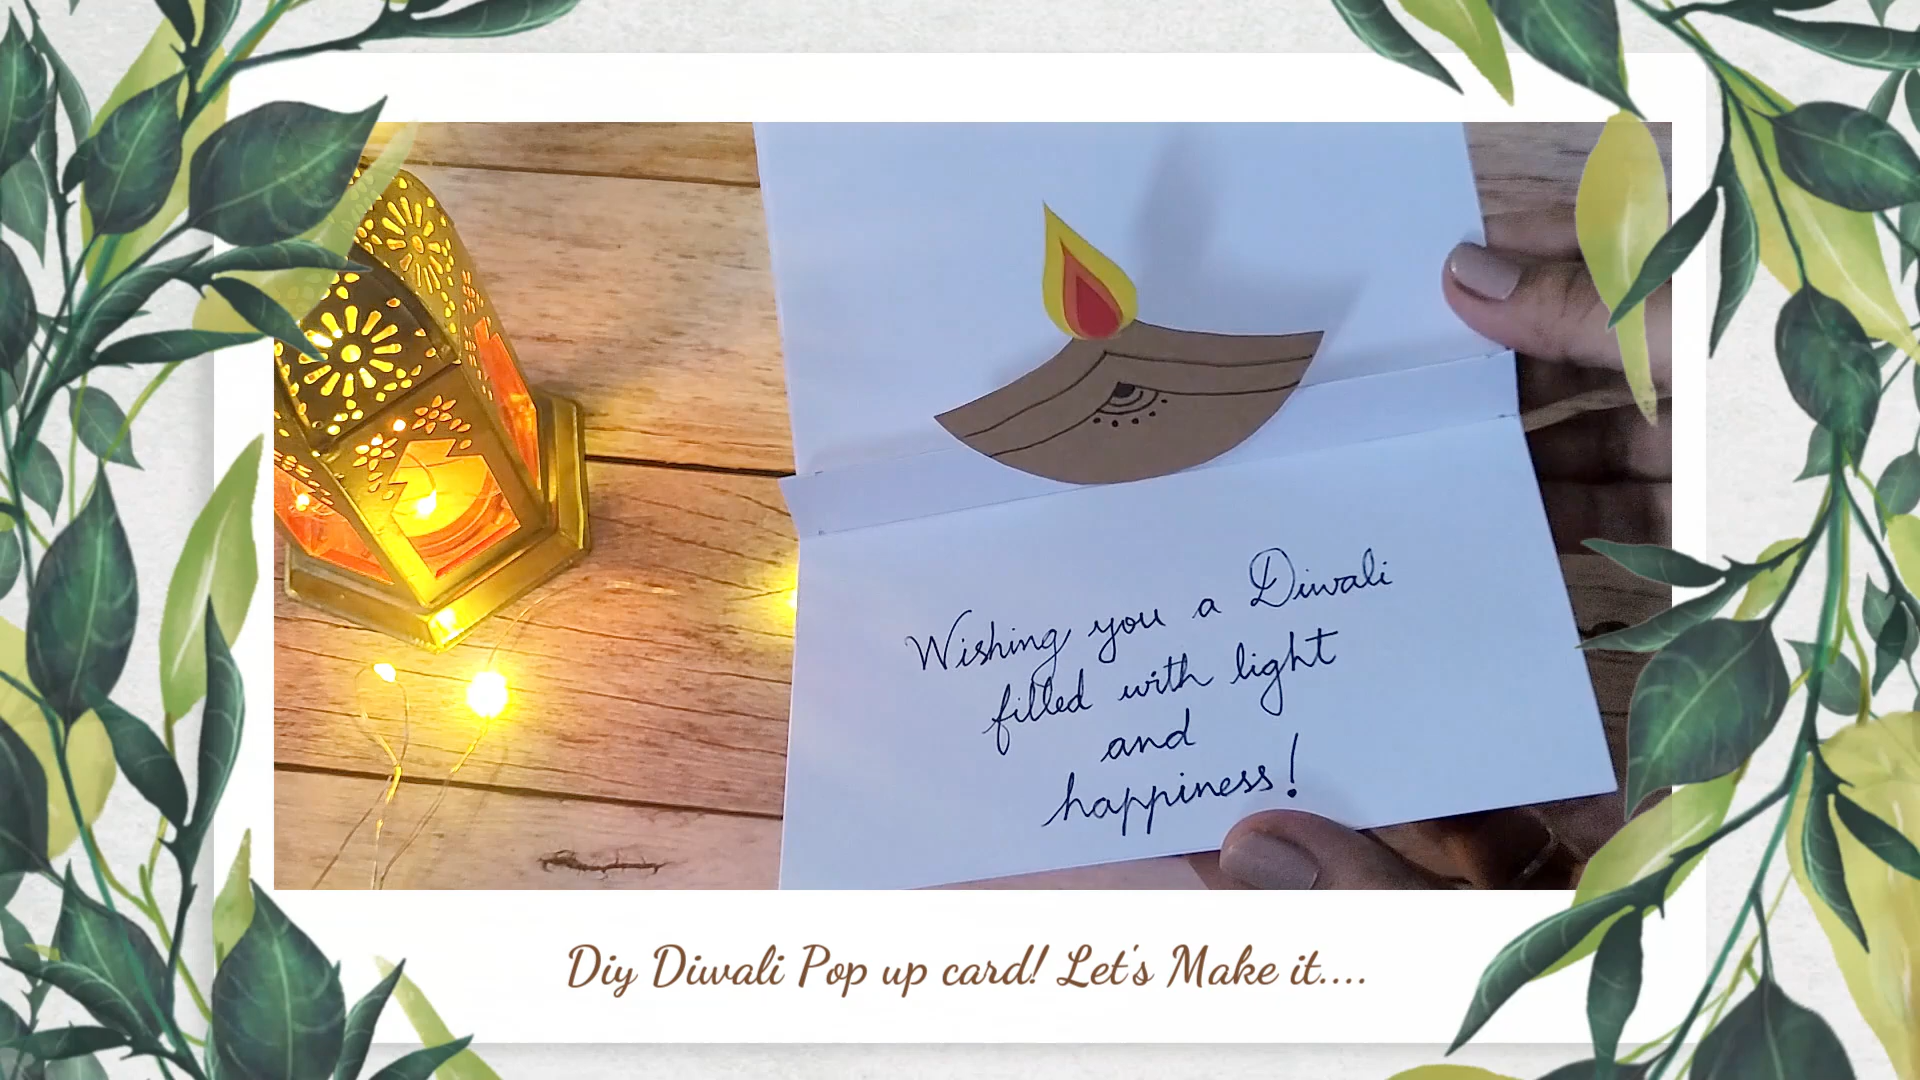 Wishing you a Diwali
filled with light
and
happiness!
Diy Diwali Pop up card! Let's Make it....